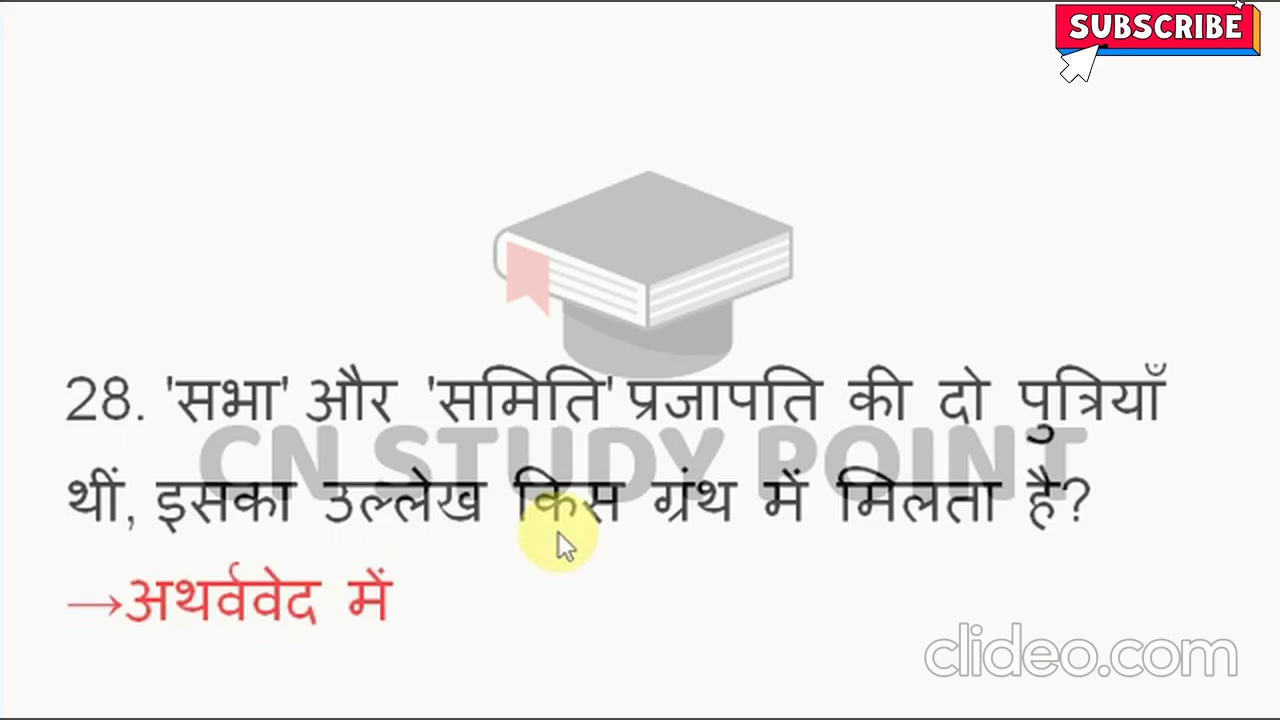 SUBSCRIBE
28. 'सभा' और 'समिति' प्रजापति की दो पुत्रियाँ
CN STUDY POINT
थीं, इसका उल्लेख किस ग्रंथ में मिलता है?
→अथर्ववेद में
clideo.com